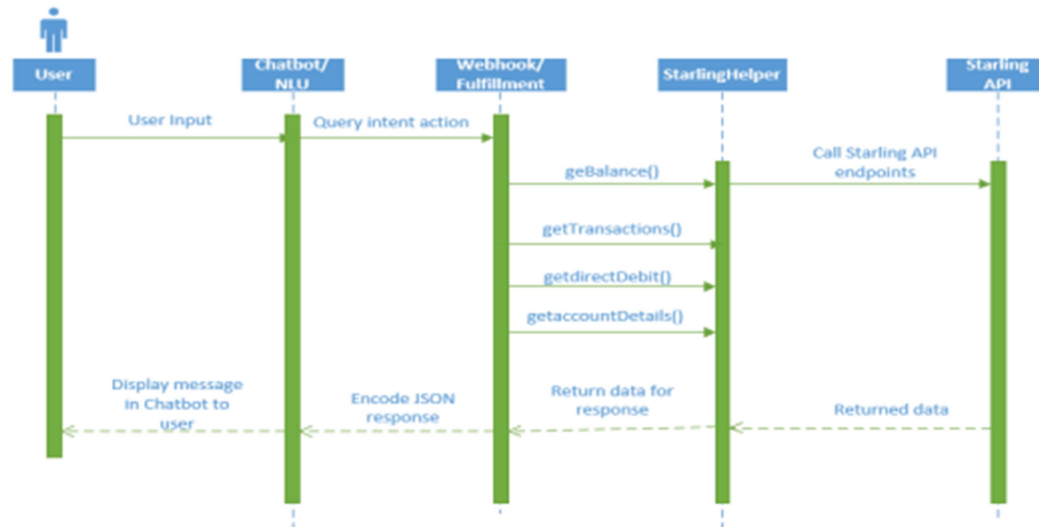 User
Chatbot/
NLU
Webhook/
Fulfillment
StarlingHelper
Starling
API
User Input
Query intent action
geBalance()
Call Starling API
endpoints
getTransactions()
getdirectDebit()
getaccountDetails()
Display message
in Chatbot to
user
Encode JSON
response
Return data for
response
Returned data